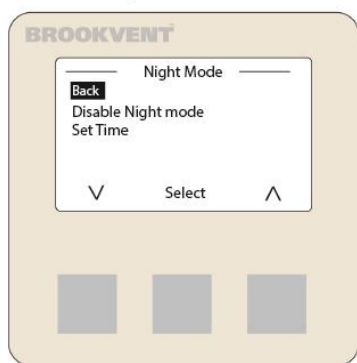 BROOKVENT
Night Mode
Back
Disable Night mode
Set Time
Select